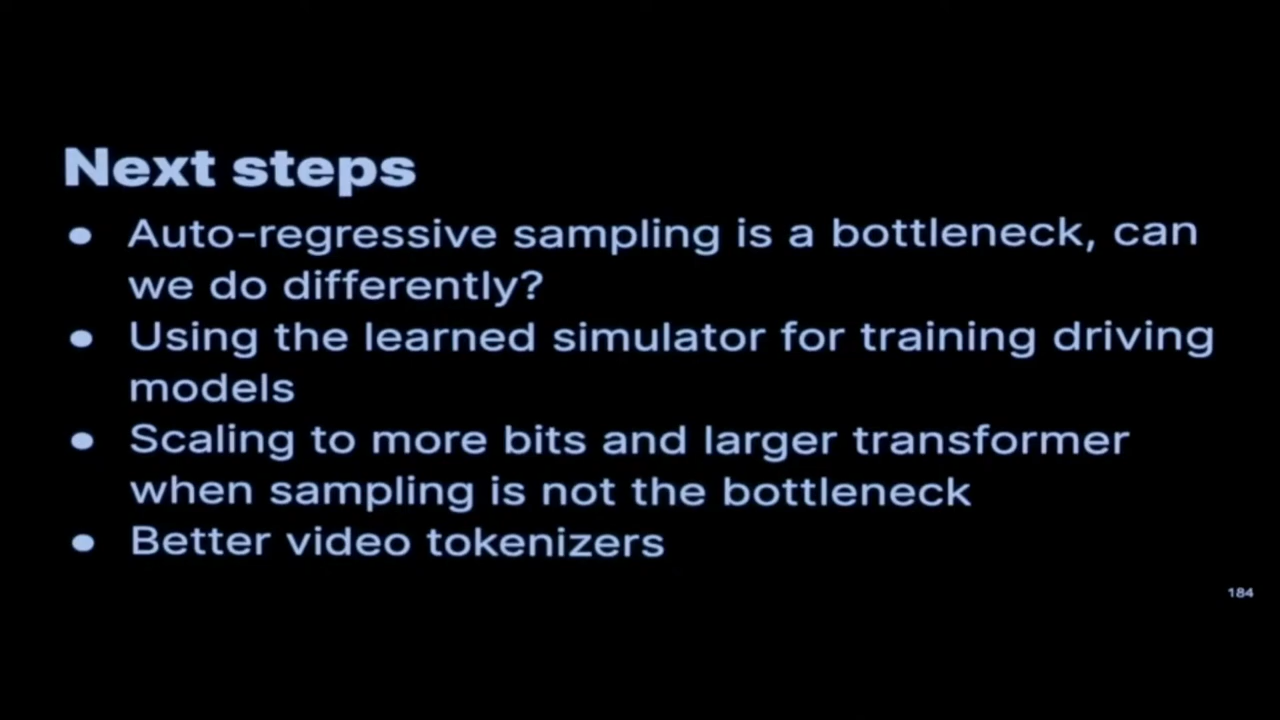 Next steps
● Auto-regressive sampling is a bottleneck, can
we do differently?
● Using the learned simulator for training driving
models
● Scaling to more bits and larger transformer
when sampling is not the bottleneck
● Better video tokenizers
184